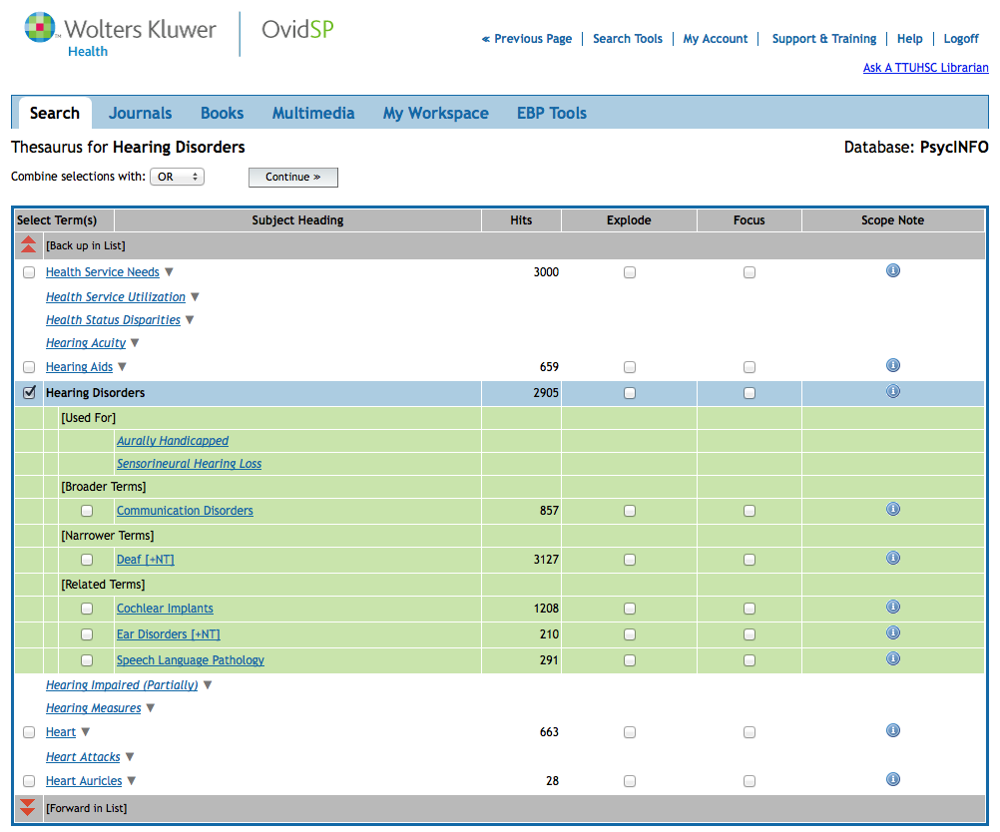 Wolters Kluwer
Health
OvidSP
« Previous Page | Search Tools | My Account | Support & Training | Help | Logoff
Ask A TTUHSC Librarian
Search Journals Books Multimedia My Workspace EBP Tools
Thesaurus for Hearing Disorders Database: PsycINFO
Combine selections with: OR Continue »
Select Term(s) Subject Heading Hits Explode Focus Scope Note
[Back up in List]
Health Service Needs ▼ 3000
Health Service Utilization ▼
Health Status Disparities ▼
Hearing Acuity ▼
Hearing Aids ▼ 659
Hearing Disorders 2905
[Used For]
Aurally Handicapped
Sensorineural Hearing Loss
[Broader Terms]
Communication Disorders 857
[Narrower Terms]
Deaf [+NT] 3127
[Related Terms]
Cochlear Implants 1208
Ear Disorders [+NT] 210
Speech Language Pathology 291
Hearing Impaired (Partially) ▼
Hearing Measures ▼
Heart ▼ 663
Heart Attacks ▼
Heart Auricles ▼ 28
[Forward in List]